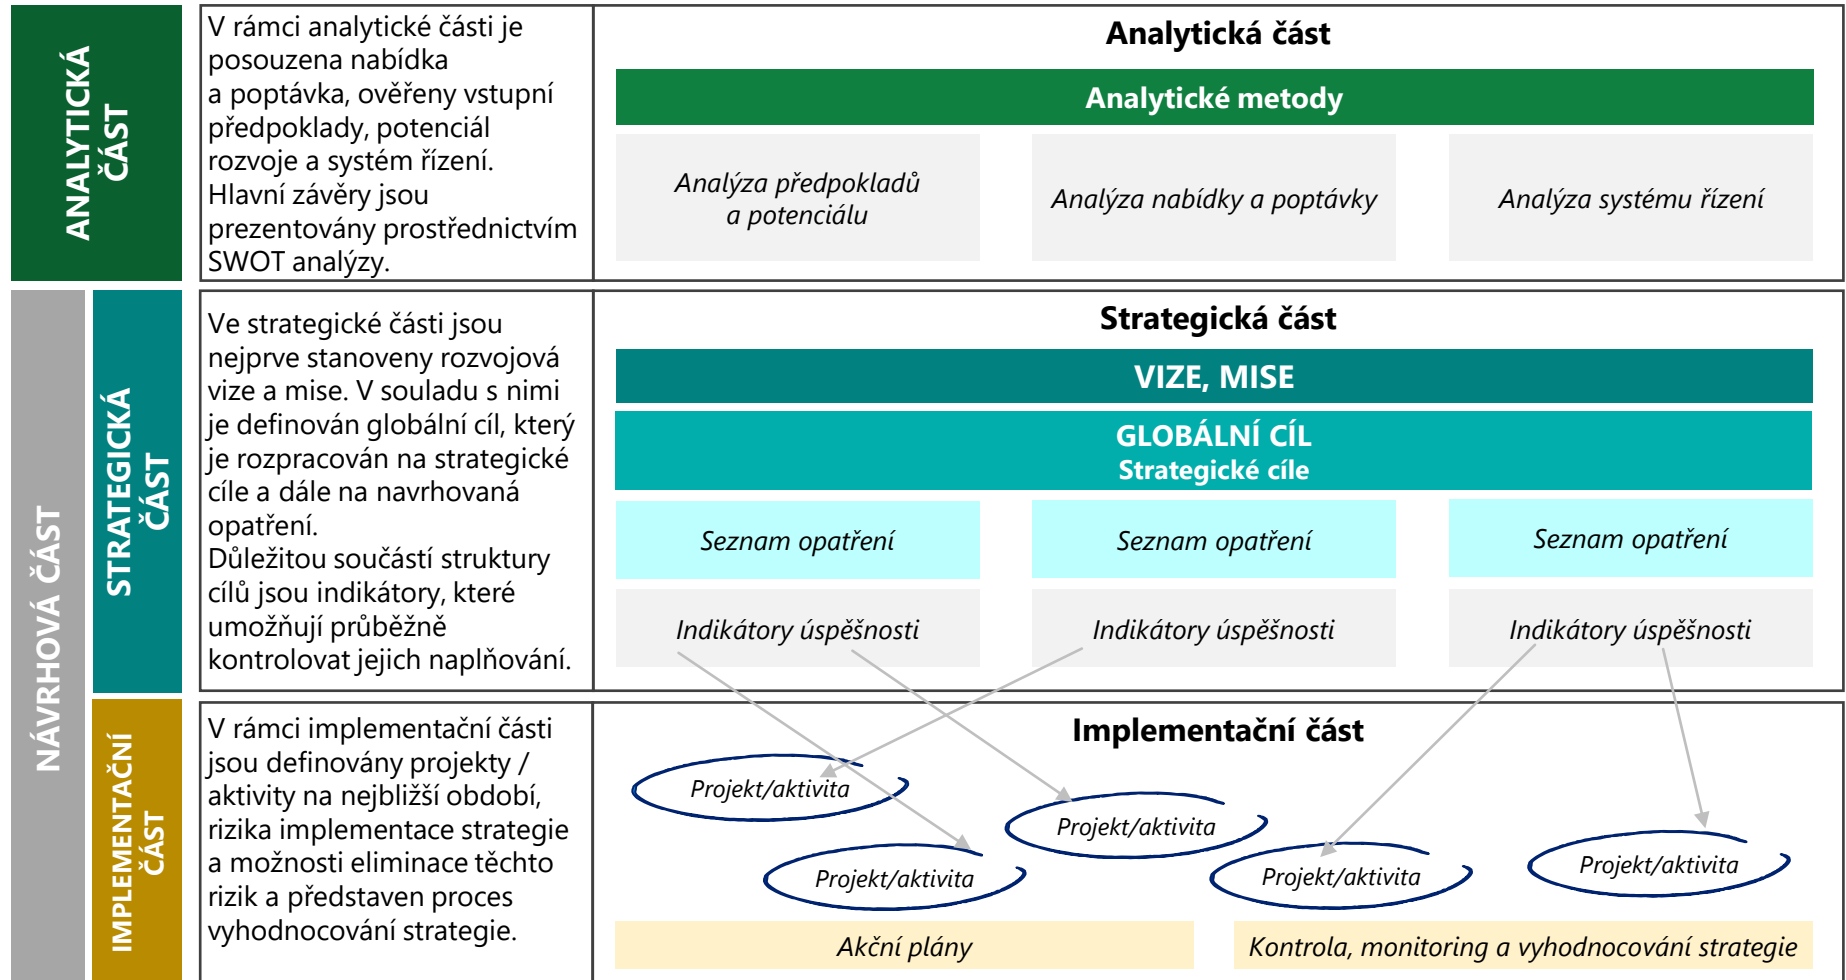 ANALYTICKÁ
ČÁST
V rámci analytické části je
posouzena nabídka
a poptávka, ověřeny vstupní
předpoklady, potenciál
rozvoje a systém řízení.
Hlavní závěry jsou
prezentovány prostřednictvím
SWOT analýzy.
Analytická část
Analytické metody
Analýza předpokladů
a potenciálu
Analýza nabídky a poptávky
Analýza systému řízení
NÁVRHOVÁ ČÁST
STRATEGICKÁ
ČÁST
Ve strategické části jsou
nejprve stanoveny rozvojová
vize a mise. V souladu s nimi
je definován globální cíl, který
je rozpracován na strategické
cíle a dále na navrhovaná
opatření.
Důležitou součástí struktury
cílů jsou indikátory, které
umožňují průběžně
kontrolovat jejich naplňování.
Strategická část
VIZE, MISE
GLOBÁLNÍ CÍL
Strategické cíle
Seznam opatření
Seznam opatření
Seznam opatření
Indikátory úspěšnosti
Indikátory úspěšnosti
Indikátory úspěšnosti
IMPLEMENTAČNÍ
ČÁST
V rámci implementační části
jsou definovány projekty /
aktivity na nejbližší období,
rizika implementace strategie
a možnosti eliminace těchto
rizik a představen proces
vyhodnocování strategie.
Implementační část
Projekt/aktivita
Projekt/aktivita
Projekt/aktivita
Projekt/aktivita
Projekt/aktivita
Akční plány
Kontrola, monitoring a vyhodnocování strategie